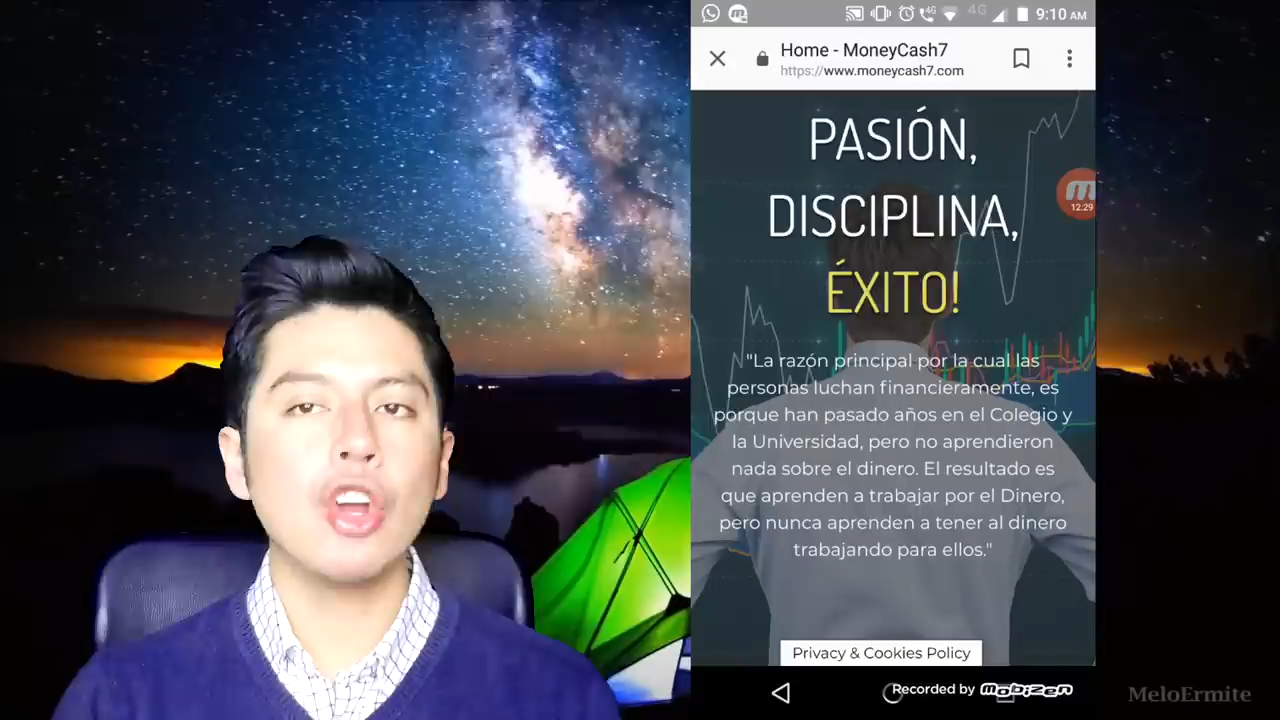 4G
4G
9:10 AM
Home - MoneyCash7
https://www.moneycash7.com
PASIÓN,
DISCIPLINA,
ÉXITO!
12:29
"La razón principal por la cual las
personas luchan financieramente, es
porque han pasado años en el Colegio y
la Universidad, pero no aprendieron
nada sobre el dinero. El resultado es
que aprenden a trabajar por el Dinero,
pero nunca aprenden a tener al dinero
trabajando para ellos."
Privacy & Cookies Policy
Recorded by mobizen
MeloErmite